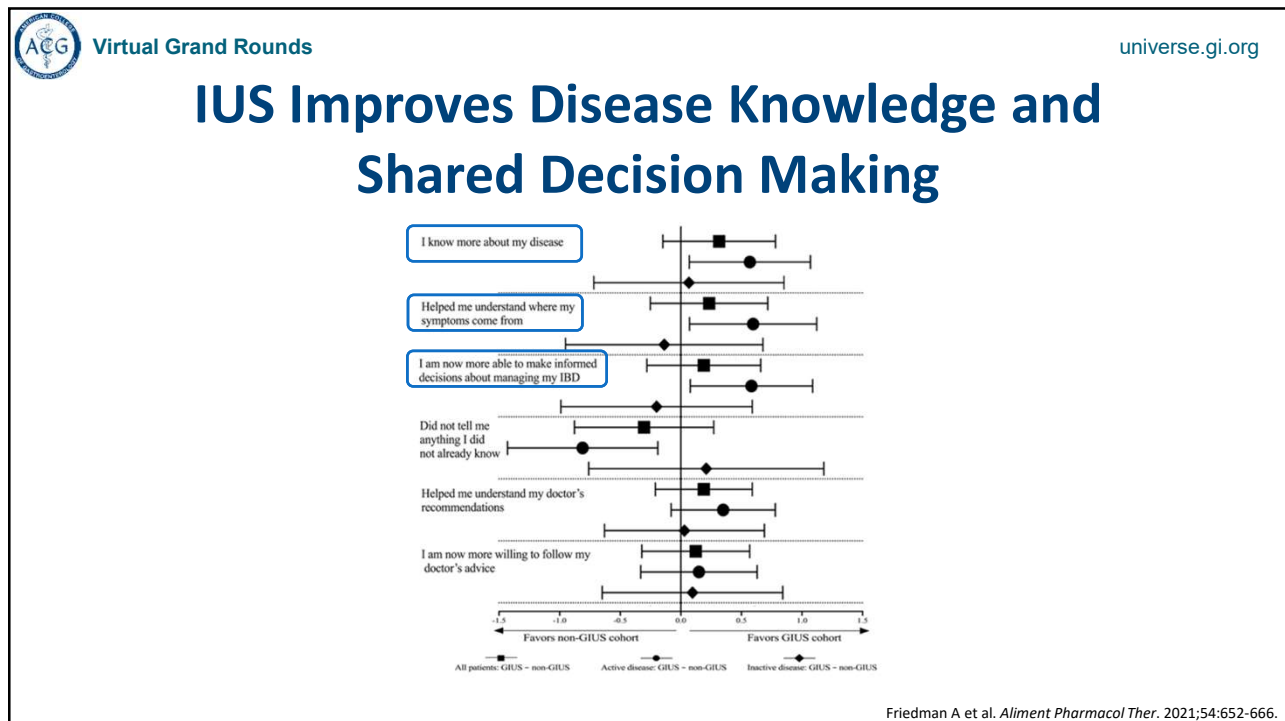 AMERICAN COLLEGE
ACG
OF GASTROENTEROLOGY
Virtual Grand Rounds
universe.gi.org
IUS Improves Disease Knowledge and
Shared Decision Making
I know more about my disease
Helped me understand where my
symptoms come from
I am now more able to make informed
decisions about managing my IBD
Did not tell me
anything I did
not already know
Helped me understand my doctor's
recommendations
I am now more willing to follow my
doctor's advice
-1.5 -1.0 -0.5 0.0 0.5 1.0 1.5
Favors non-GIUS cohort Favors GIUS cohort
All patients: GIUS – non-GIUS Active disease: GIUS – non-GIUS Inactive disease: GIUS – non-GIUS
Friedman A et al. Aliment Pharmacol Ther. 2021;54:652-666.